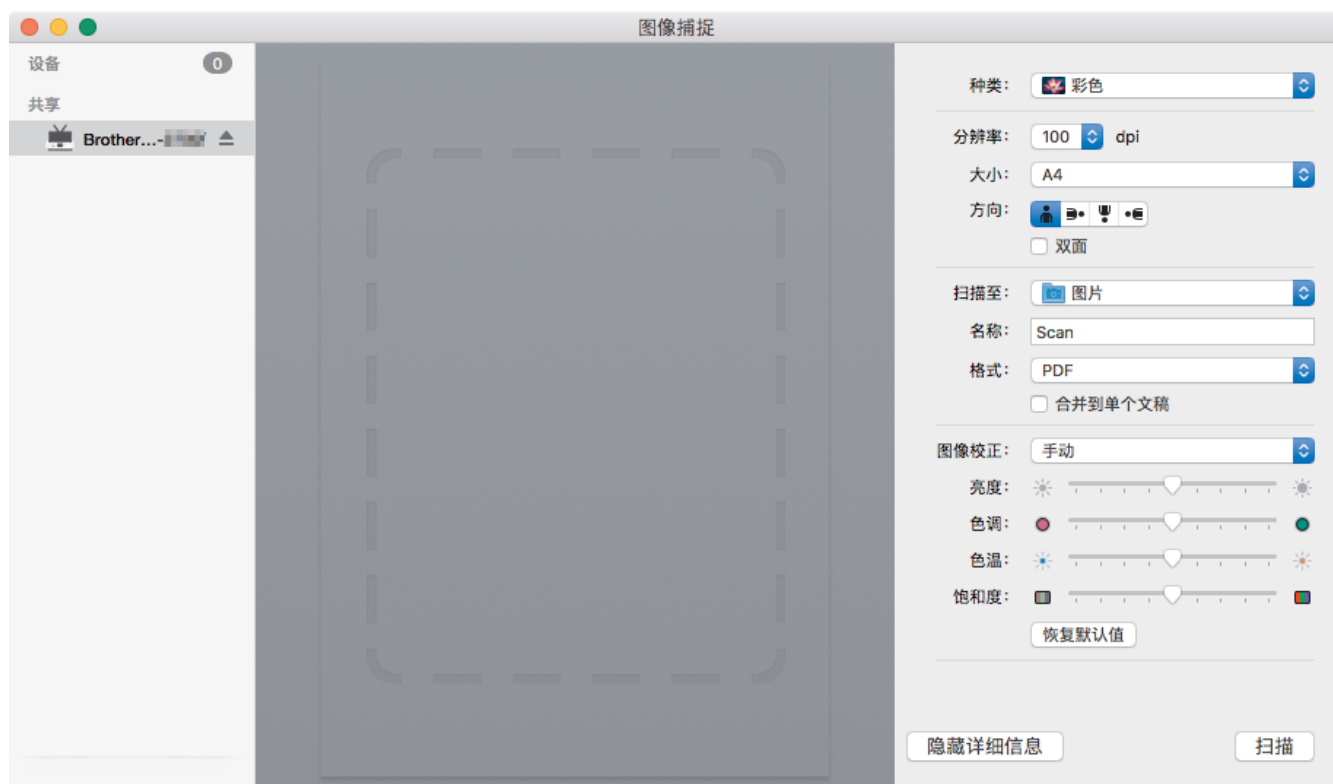 图像捕捉
设备 0
共享
Brother...-
种类: 彩色
分辨率: 100 dpi
大小: A4
方向:
双面
扫描至: 图片
名称: Scan
格式: PDF
合并到单个文稿
图像校正: 手动
亮度:
色调:
色温:
饱和度:
恢复默认值
隐藏详细信息 扫描